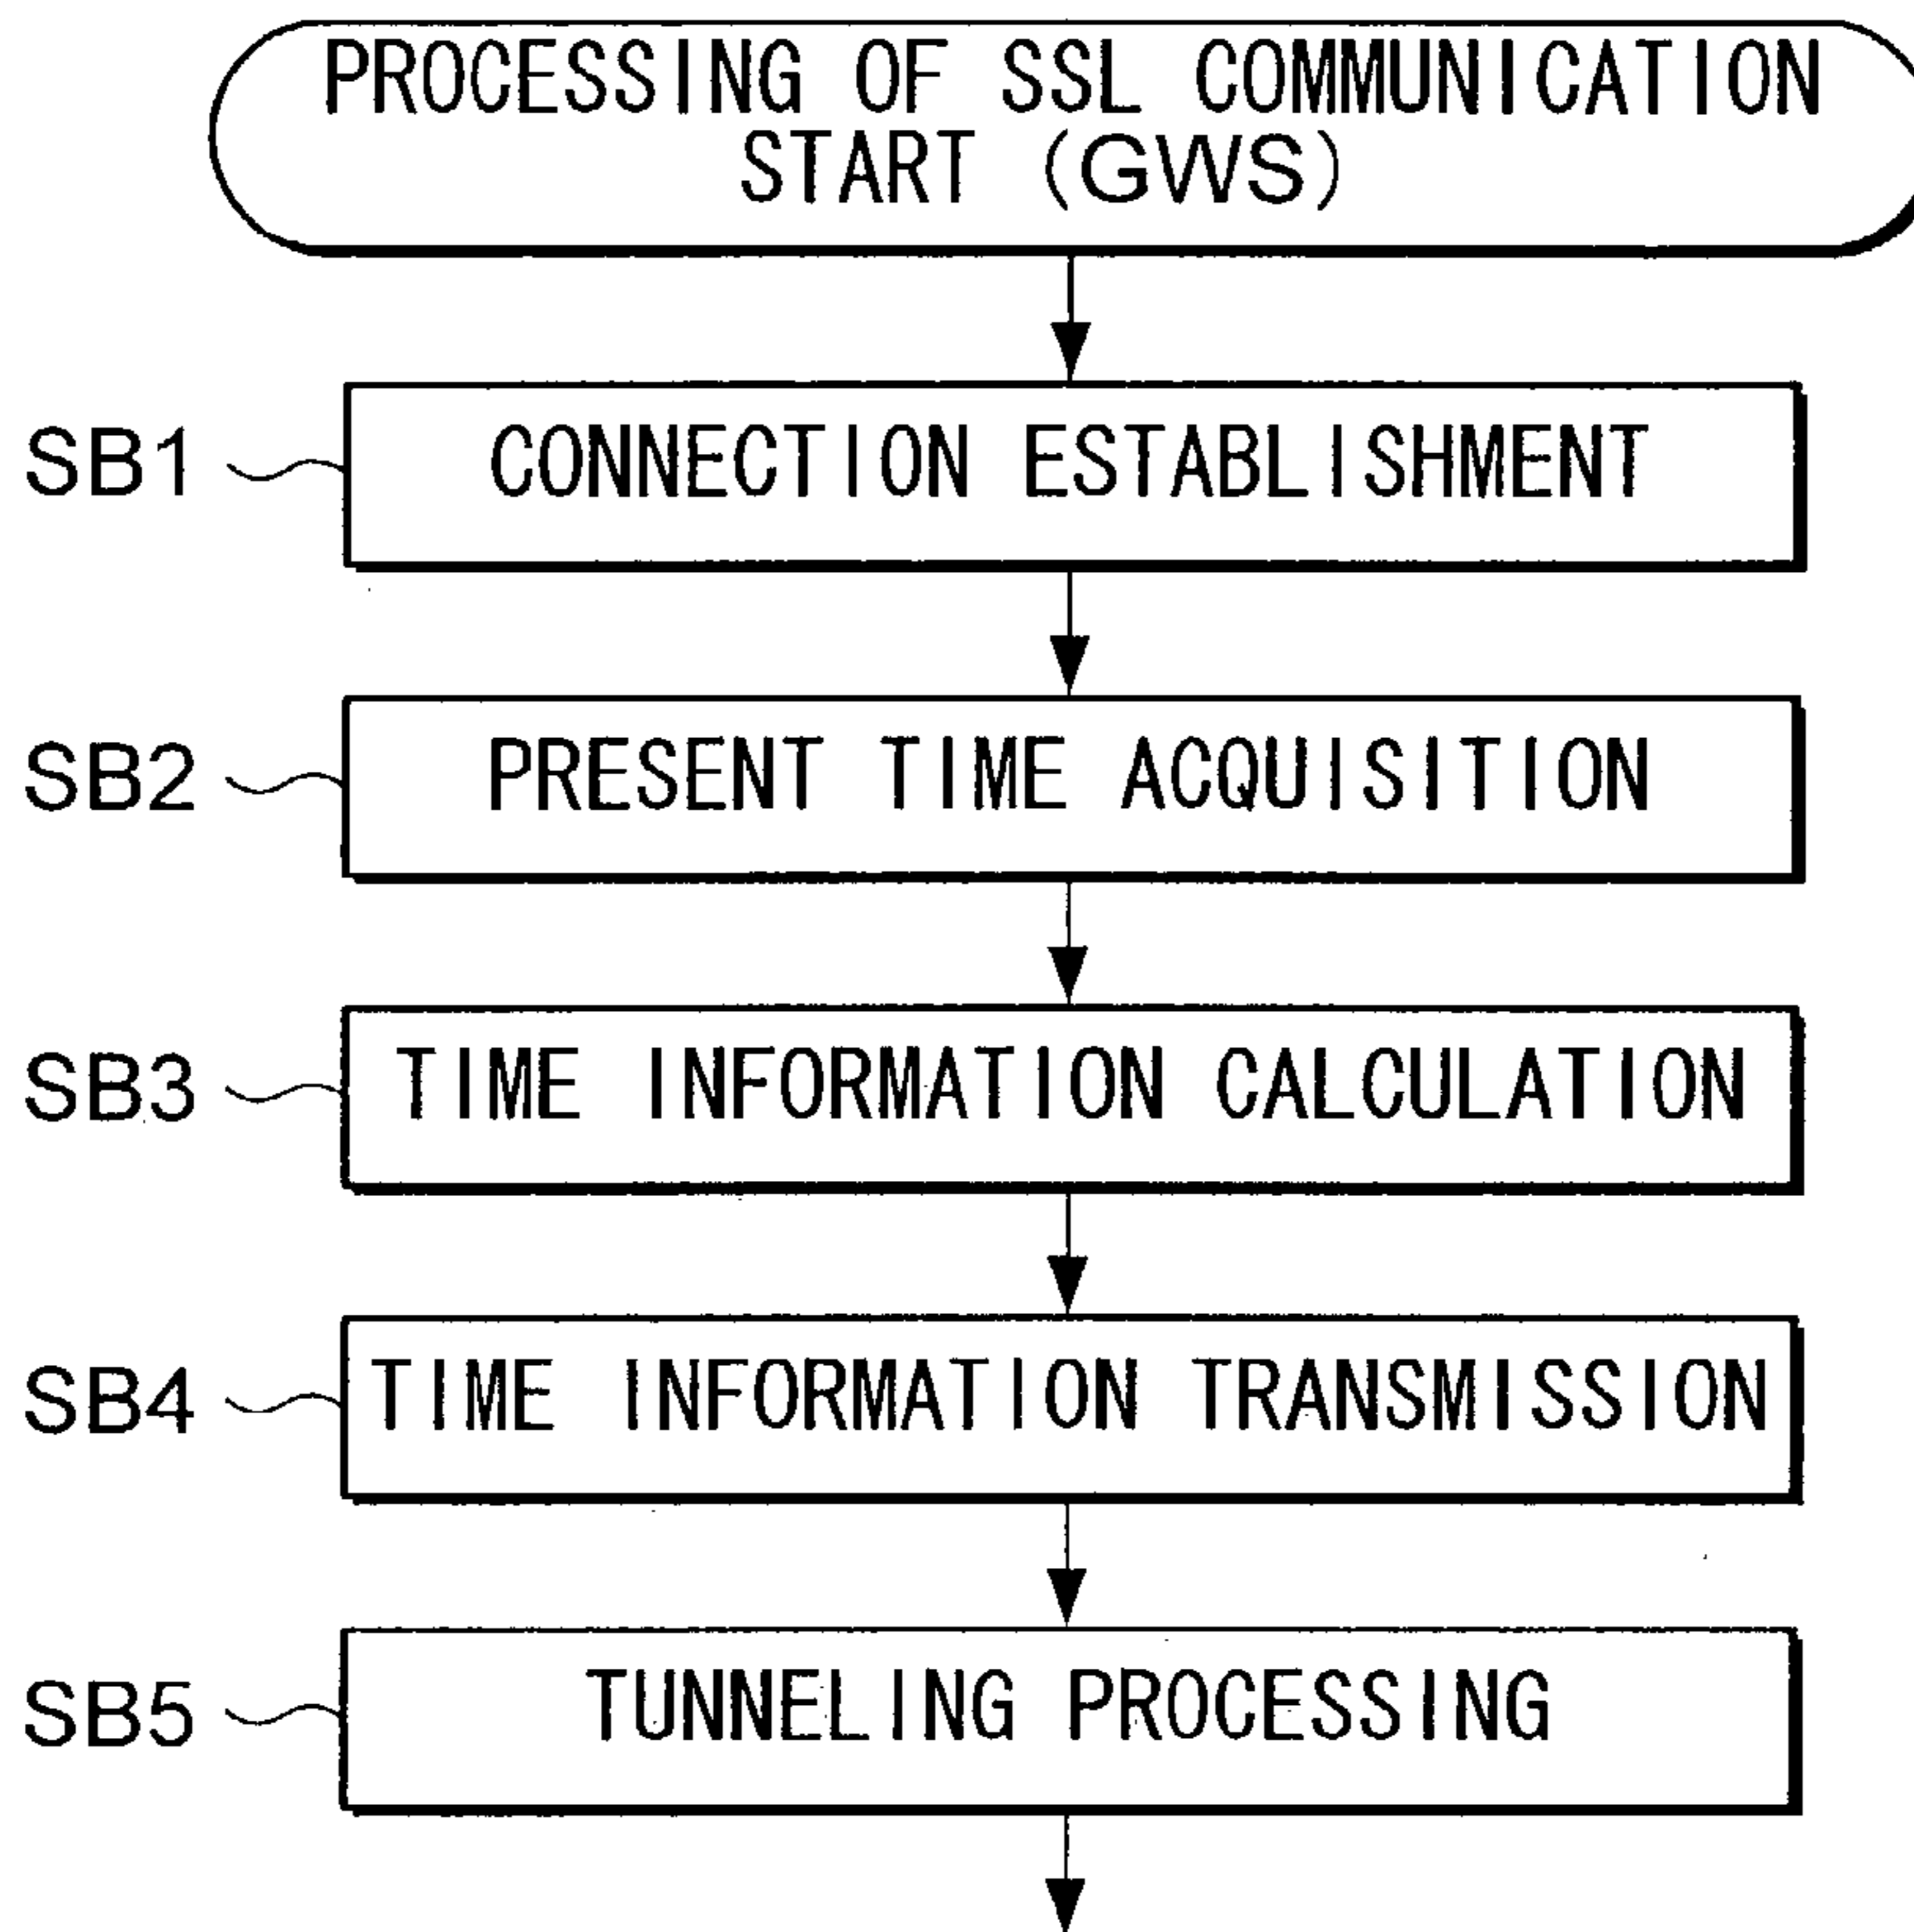 PROCESSING OF SSL COMMUNICATION
START (GWS)
SB1 CONNECTION ESTABLISHMENT
SB2 PRESENT TIME ACQUISITION
SB3 TIME INFORMATION CALCULATION
SB4 TIME INFORMATION TRANSMISSION
SB5 TUNNELING PROCESSING